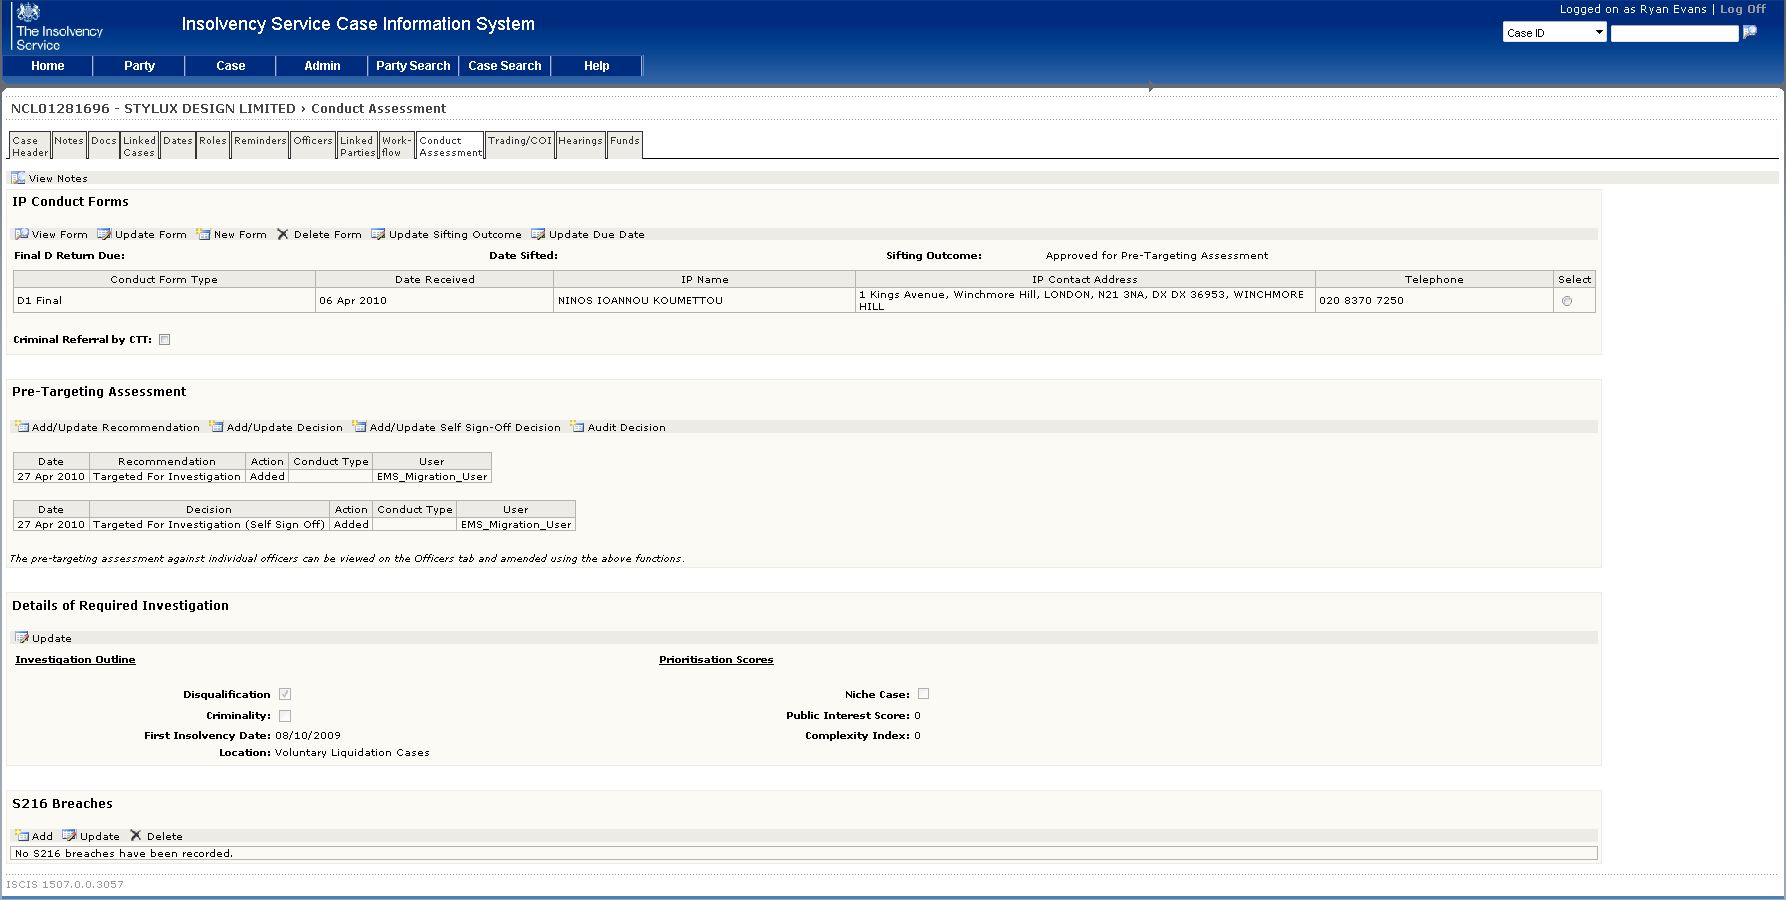 The Insolvency
Service
Insolvency Service Case Information System
Logged on as Ryan Evans | Log Off
Case ID
Home Party Case Admin Party Search Case Search Help
NCL01281696 - STYLUX DESIGN LIMITED › Conduct Assessment
Case Header Notes Docs Linked Cases Dates Roles Reminders Officers Linked Parties Work-flow Conduct Assessment Trading/COI Hearings Funds
View Notes
IP Conduct Forms
View Form Update Form New Form Delete Form Update Sifting Outcome Update Due Date
Final D Return Due: Date Sifted: Sifting Outcome: Approved for Pre-Targeting Assessment
Conduct Form Type Date Received IP Name IP Contact Address Telephone Select
D1 Final 06 Apr 2010 NINOS IOANNOU KOUMETTOU 1 Kings Avenue, Winchmore Hill, LONDON, N21 3NA, DX DX 36953, WINCHMORE HILL 020 8370 7250
Criminal Referral by CTT:
Pre-Targeting Assessment
Add/Update Recommendation Add/Update Decision Add/Update Self Sign-Off Decision Audit Decision
Date Recommendation Action Conduct Type User
27 Apr 2010 Targeted For Investigation Added EMS_Migration_User
Date Decision Action Conduct Type User
27 Apr 2010 Targeted For Investigation (Self Sign Off) Added EMS_Migration_User
The pre-targeting assessment against individual officers can be viewed on the Officers tab and amended using the above functions.
Details of Required Investigation
Update
Investigation Outline Prioritisation Scores
Disqualification Niche Case:
Criminality: Public Interest Score: 0
First Insolvency Date: 08/10/2009 Complexity Index: 0
Location: Voluntary Liquidation Cases
S216 Breaches
Add Update Delete
No S216 breaches have been recorded.
ISCIS 1507.0.0.3057